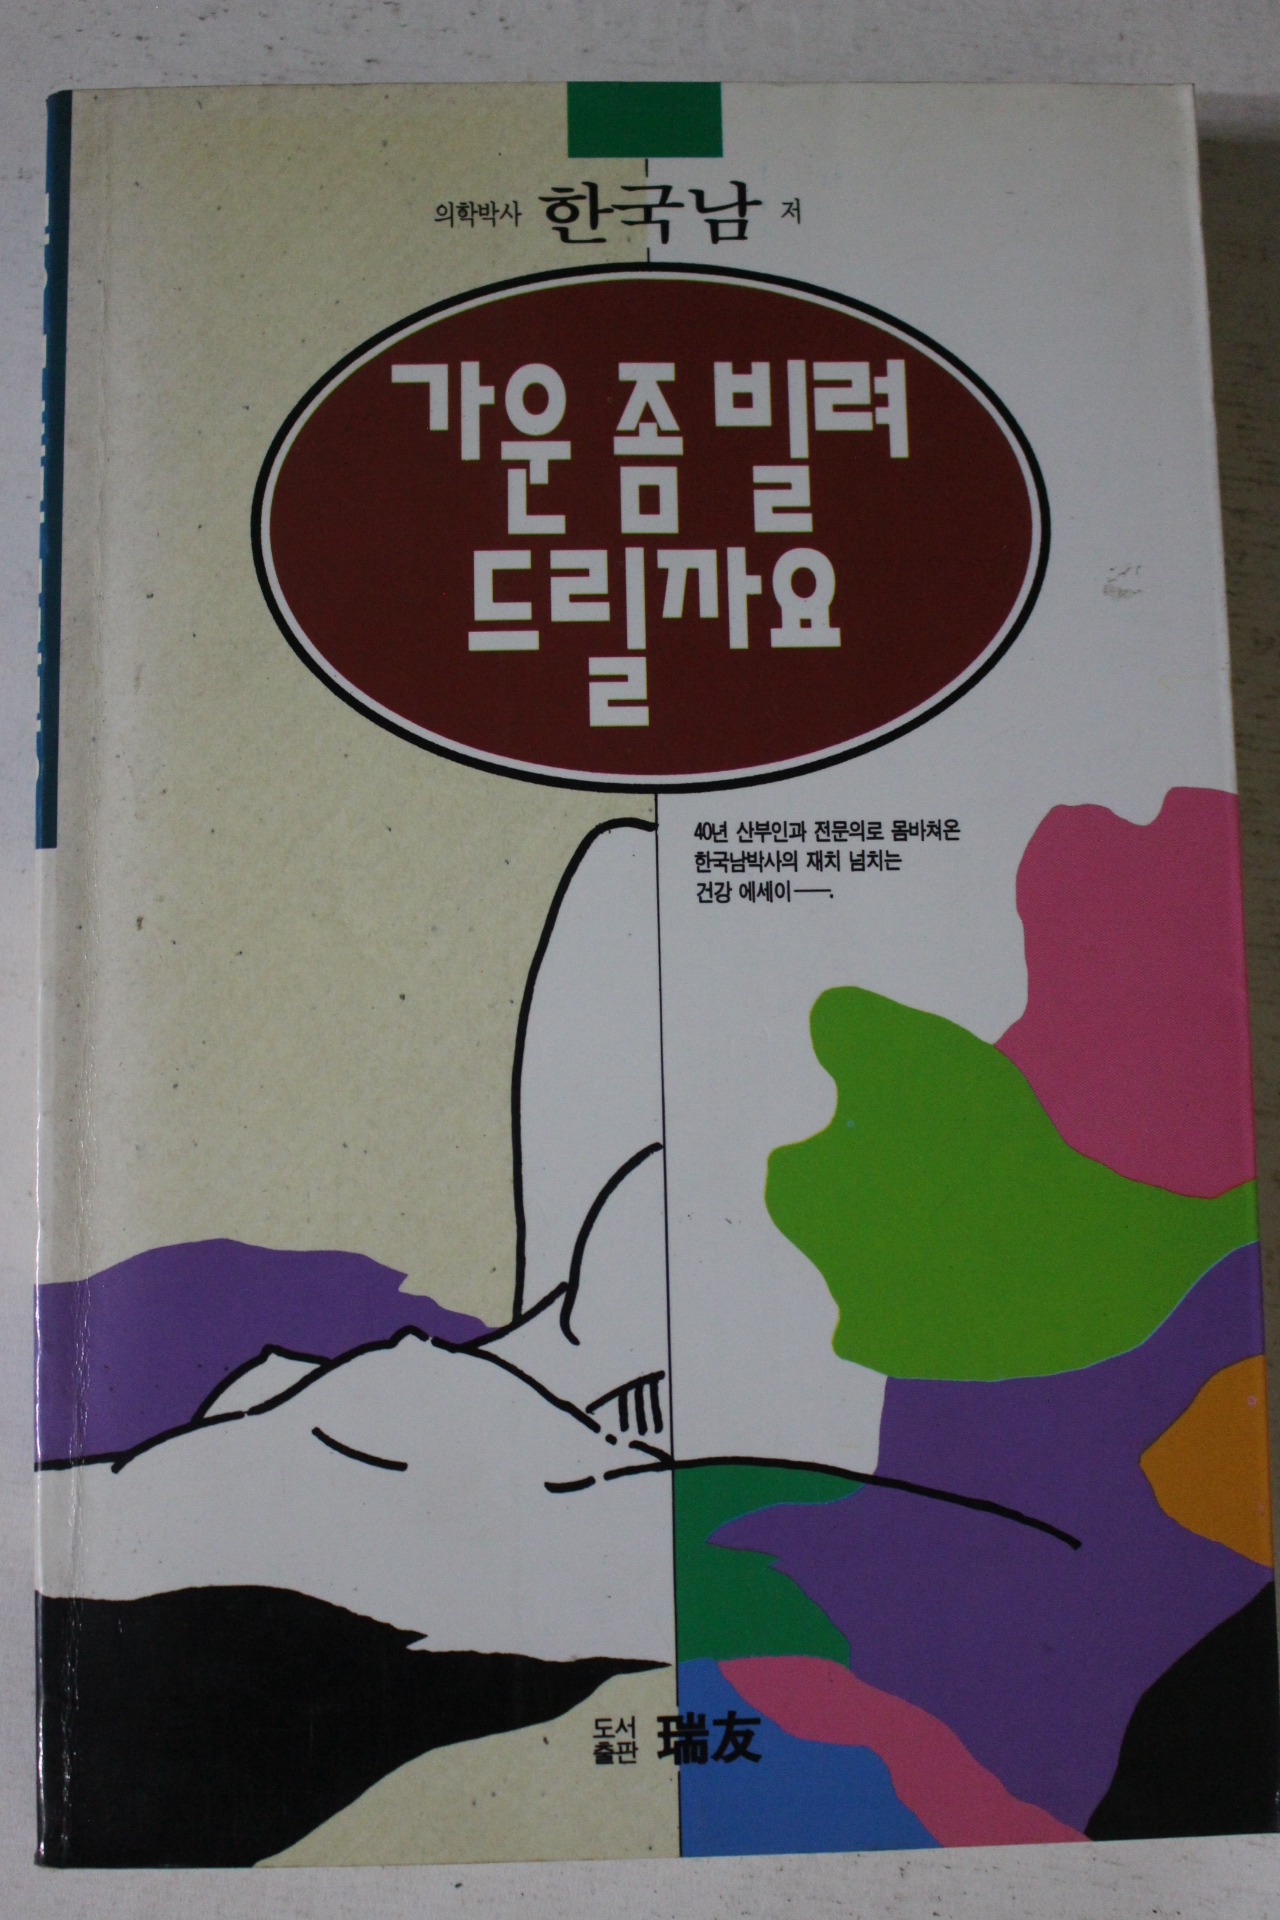 의학박사 한국남 저
가운 좀 빌려
드릴까요
40년 산부인과 전문의로 몸바쳐온
한국남박사의 재치 넘치는
건강 에세이──.
도서
출판 瑞友